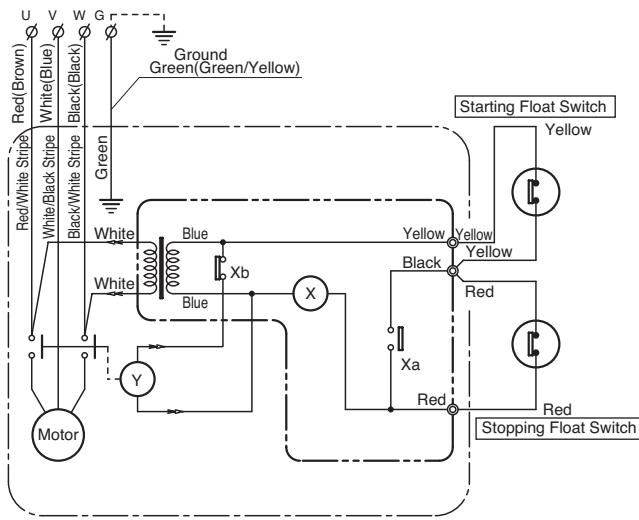 U V W G
Red(Brown)
White(Blue)
Black(Black)
Ground
Green(Green/Yellow)
Starting Float Switch
Yellow
Red/White Stripe
White/Black Stripe
Black/White Stripe
Green
White
Blue
Yellow
Yellow
Yellow
Xb
Black
Red
White
Blue
X
Xa
Y
Red
Red
Motor
Stopping Float Switch